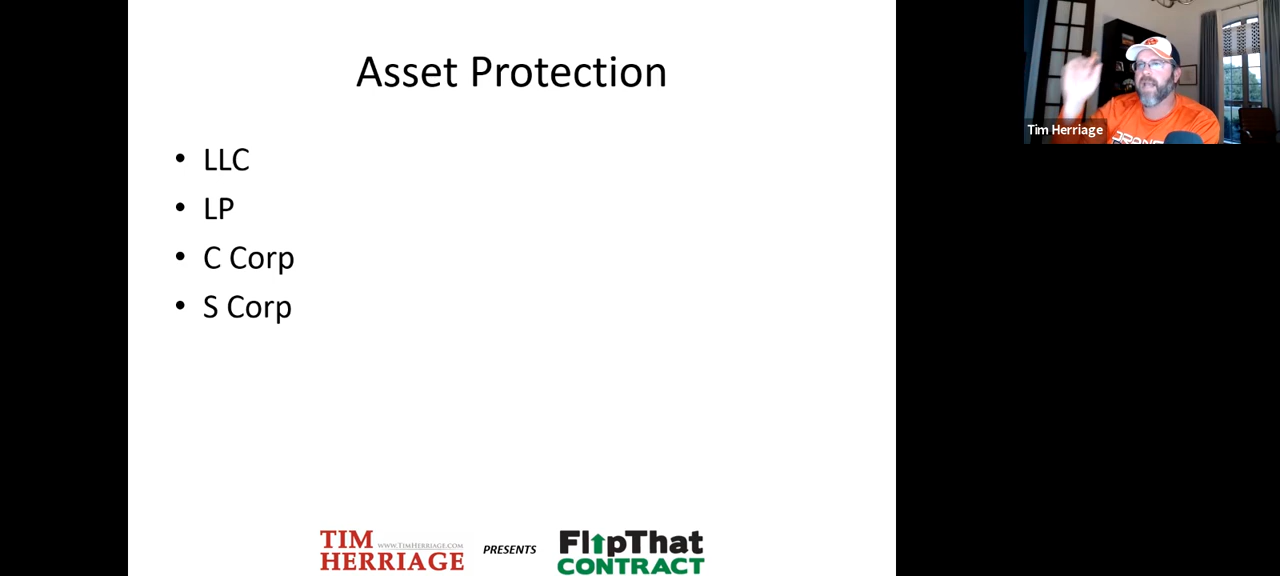 Asset Protection
• LLC
• LP
• C Corp
• S Corp
Tim Herriage
TIM
www.TimHerriage.com
HERRIAGE
PRESENTS
FlipThat
CONTRACT